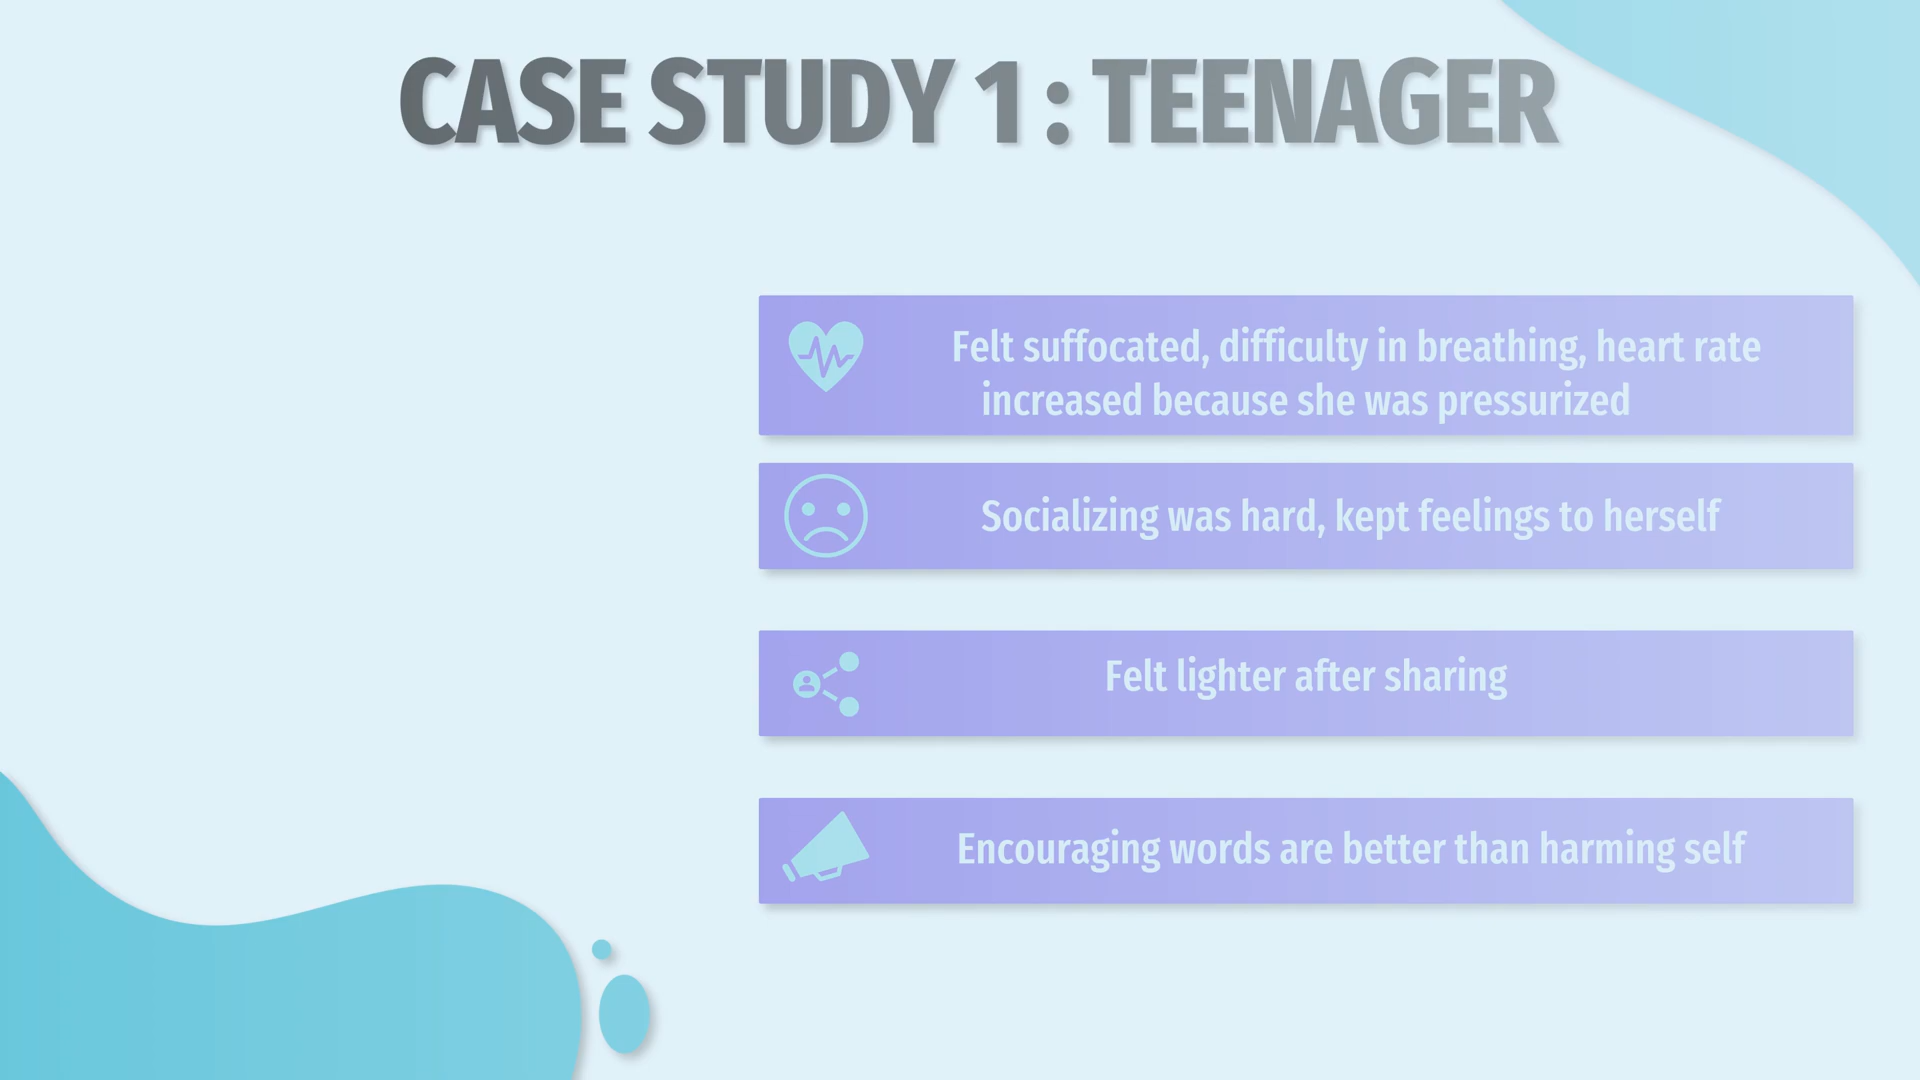 CASE STUDY 1 : TEENAGER
Felt suffocated, difficulty in breathing, heart rate
increased because she was pressurized
Socializing was hard, kept feelings to herself
Felt lighter after sharing
Encouraging words are better than harming self